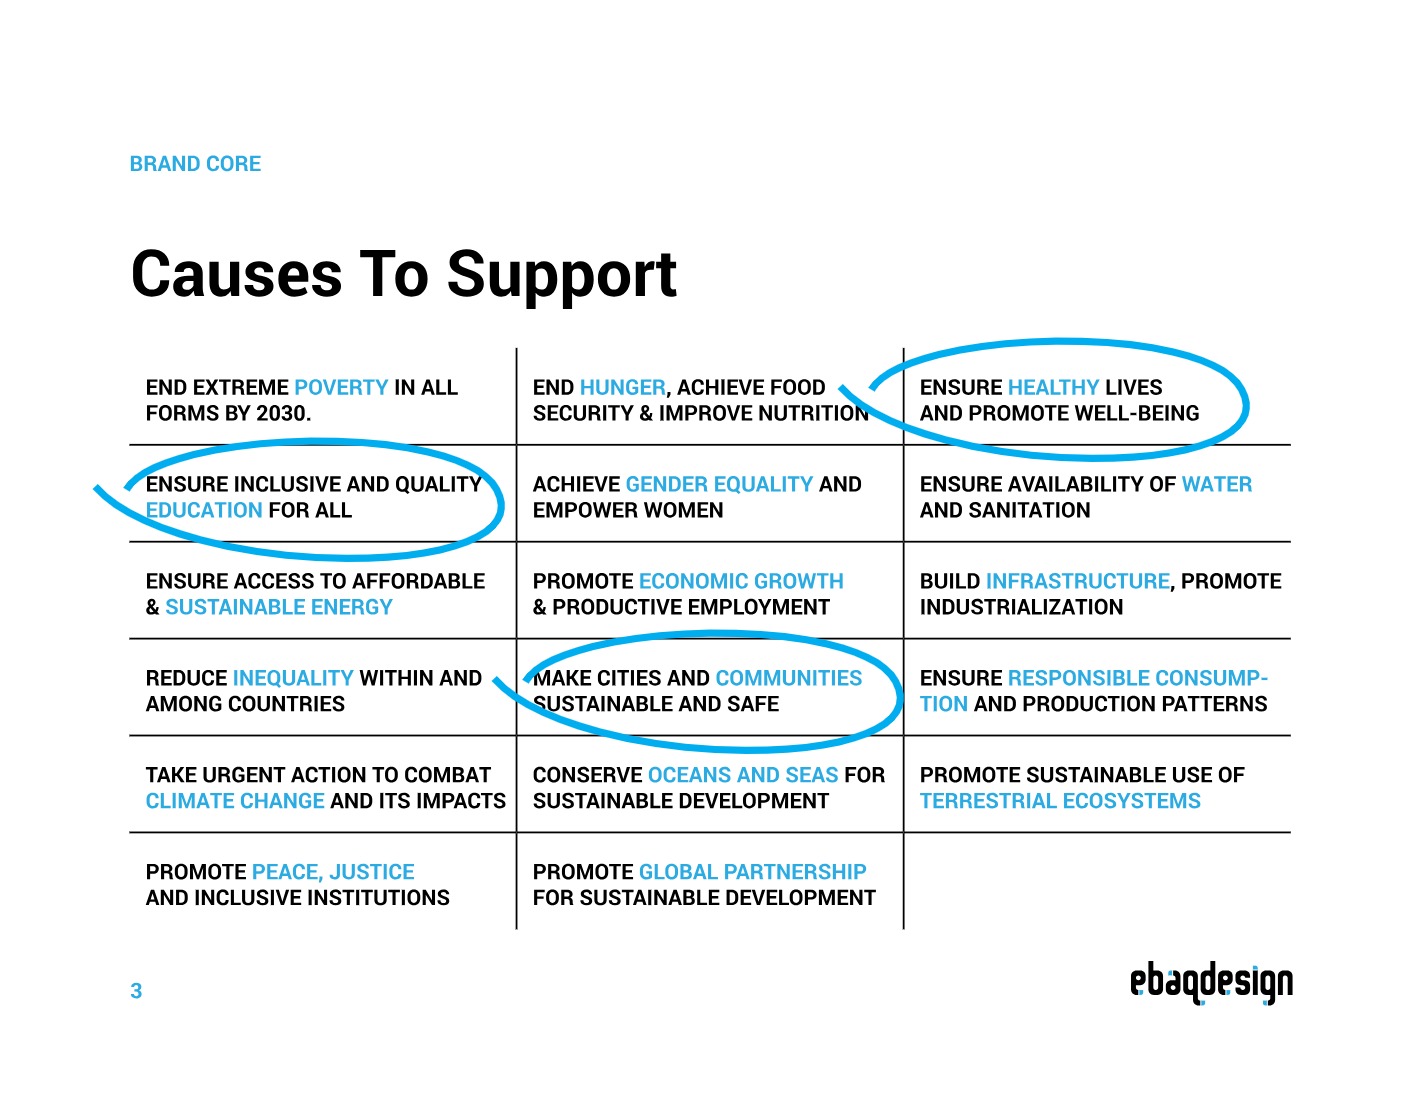 BRAND CORE
Causes To Support
END EXTREME POVERTY IN ALL
FORMS BY 2030.
END HUNGER, ACHIEVE FOOD
SECURITY & IMPROVE NUTRITION
ENSURE HEALTHY LIVES
AND PROMOTE WELL-BEING
ENSURE INCLUSIVE AND QUALITY
EDUCATION FOR ALL
ACHIEVE GENDER EQUALITY AND
EMPOWER WOMEN
ENSURE AVAILABILITY OF WATER
AND SANITATION
ENSURE ACCESS TO AFFORDABLE
& SUSTAINABLE ENERGY
PROMOTE ECONOMIC GROWTH
& PRODUCTIVE EMPLOYMENT
BUILD INFRASTRUCTURE, PROMOTE
INDUSTRIALIZATION
REDUCE INEQUALITY WITHIN AND
AMONG COUNTRIES
MAKE CITIES AND COMMUNITIES
SUSTAINABLE AND SAFE
ENSURE RESPONSIBLE CONSUMP-
TION AND PRODUCTION PATTERNS
TAKE URGENT ACTION TO COMBAT
CLIMATE CHANGE AND ITS IMPACTS
CONSERVE OCEANS AND SEAS FOR
SUSTAINABLE DEVELOPMENT
PROMOTE SUSTAINABLE USE OF
TERRESTRIAL ECOSYSTEMS
PROMOTE PEACE, JUSTICE
AND INCLUSIVE INSTITUTIONS
PROMOTE GLOBAL PARTNERSHIP
FOR SUSTAINABLE DEVELOPMENT
3
ebaqdesign